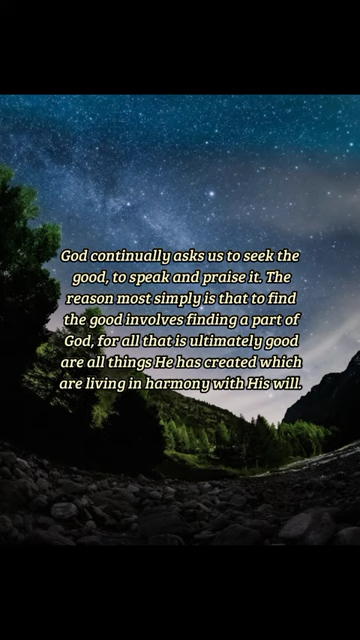 God continually asks us to seek the
good, to speak and praise it. The
reason most simply is that to find
the good involves finding a part of
God, for all that is ultimately good
are all things He has created which
are living in harmony with His will.